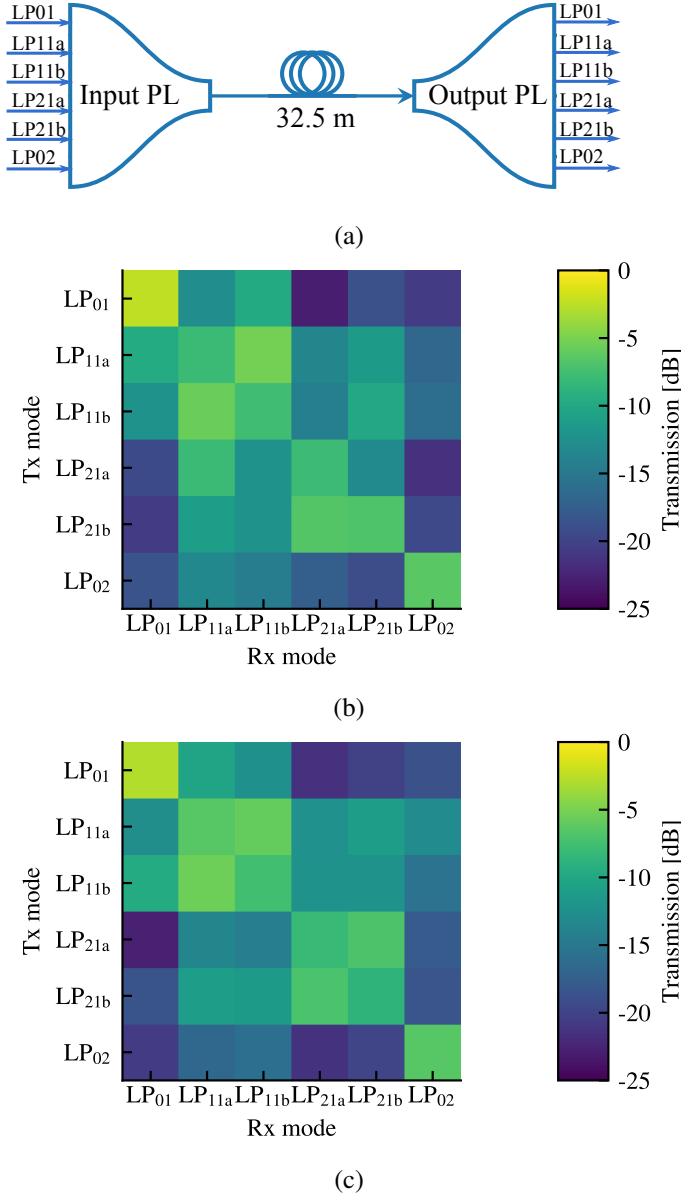 LP01
LP11a
LP11b
LP21a
LP21b
LP02
Input PL
32.5 m
Output PL
LP01
LP11a
LP11b
LP21a
LP21b
LP02
(a)
Tx mode
LP01
LP11a
LP11b
LP21a
LP21b
LP02
LP01 LP11a LP11b LP21a LP21b LP02
Rx mode
0
-5
-10
-15
-20
-25
Transmission [dB]
(b)
Tx mode
LP01
LP11a
LP11b
LP21a
LP21b
LP02
LP01 LP11a LP11b LP21a LP21b LP02
Rx mode
0
-5
-10
-15
-20
-25
Transmission [dB]
(c)